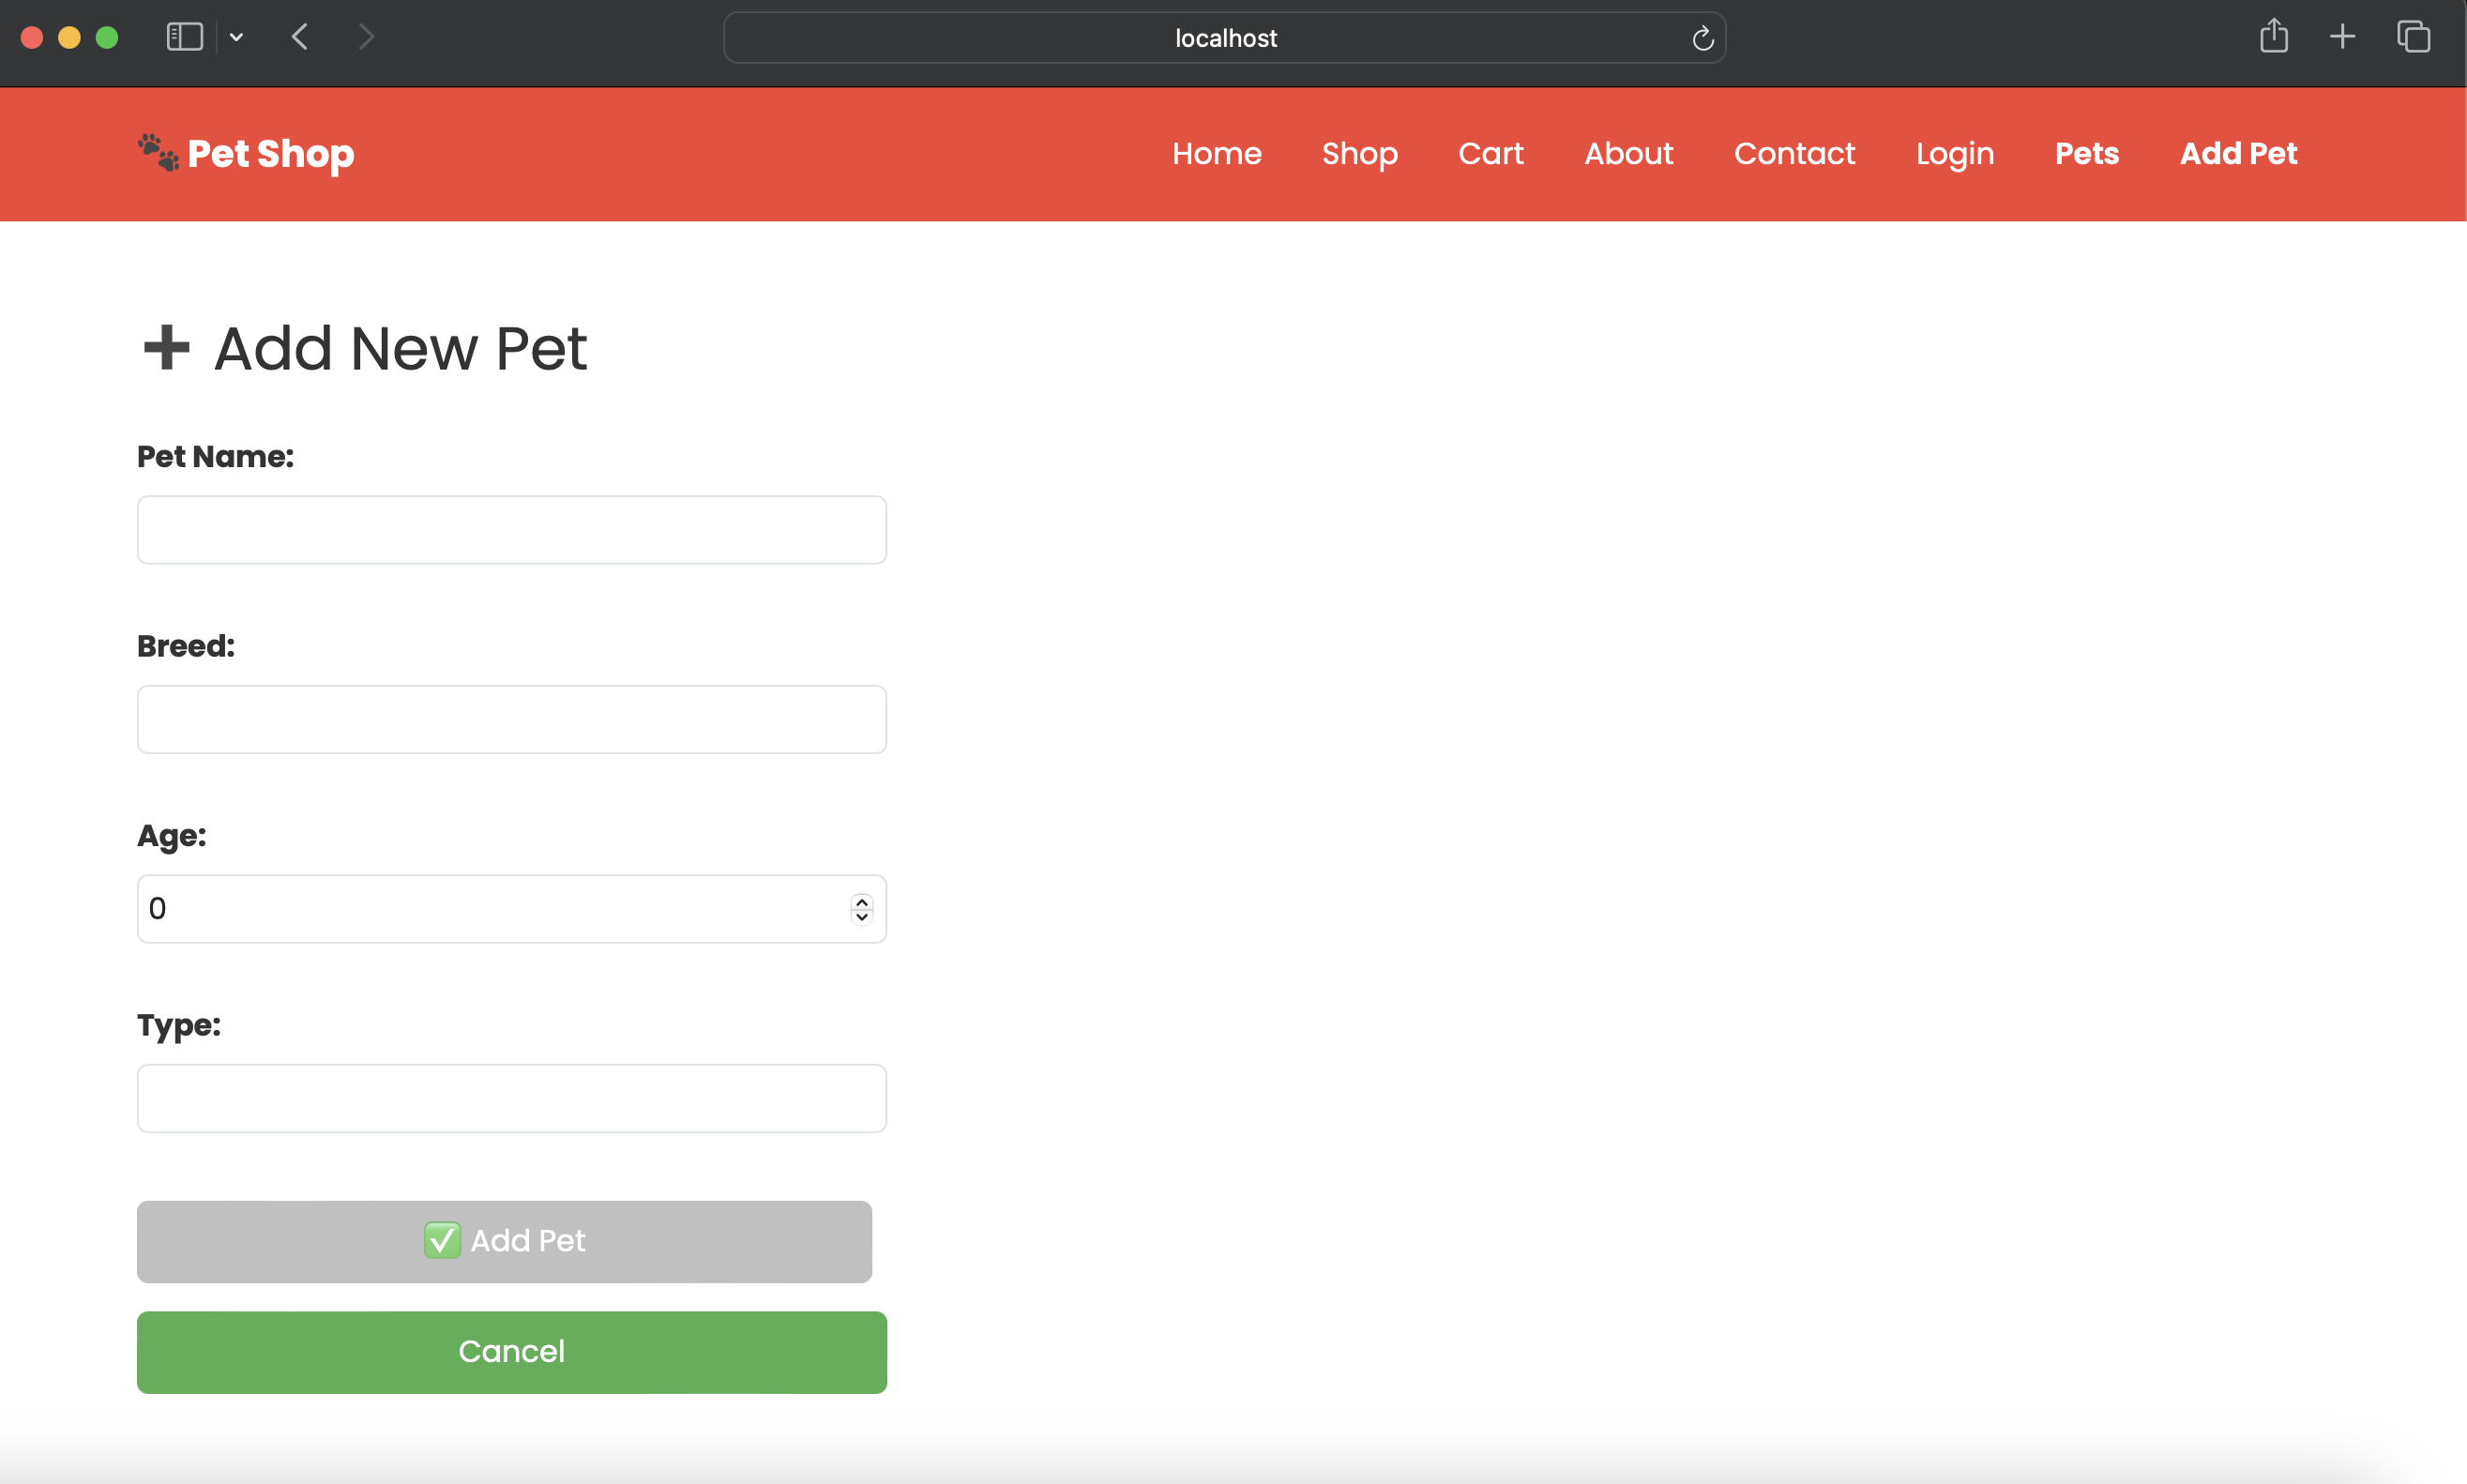 localhost
Pet Shop Home Shop Cart About Contact Login Pets Add Pet
Add New Pet
Pet Name:
Breed:
Age:
0
Type:
Add Pet
Cancel